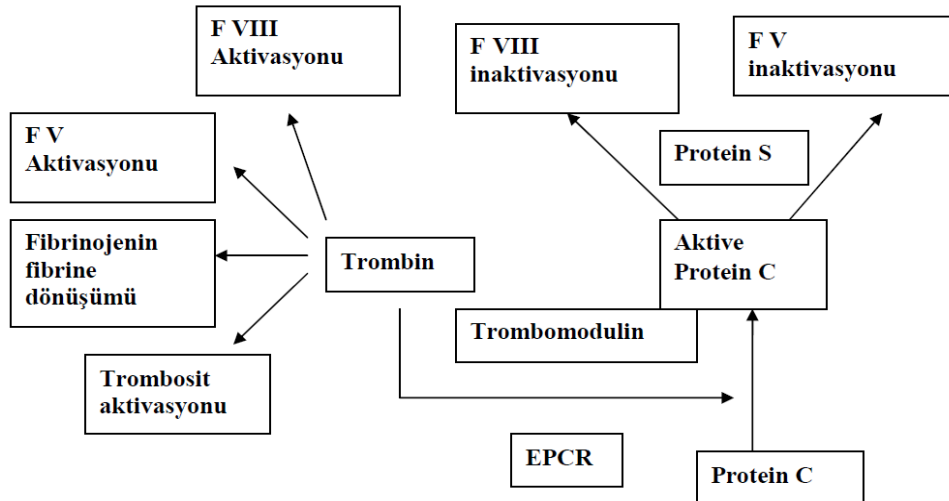 F VIII
Aktivasyonu
F VIII
inaktivasyonu
F V
inaktivasyonu
F V
Aktivasyonu
Protein S
Fibrinojenin
fibrine
dönüşümü
Trombin
Aktive
Protein C
Trombomodulin
Trombosit
aktivasyonu
EPCR
Protein C